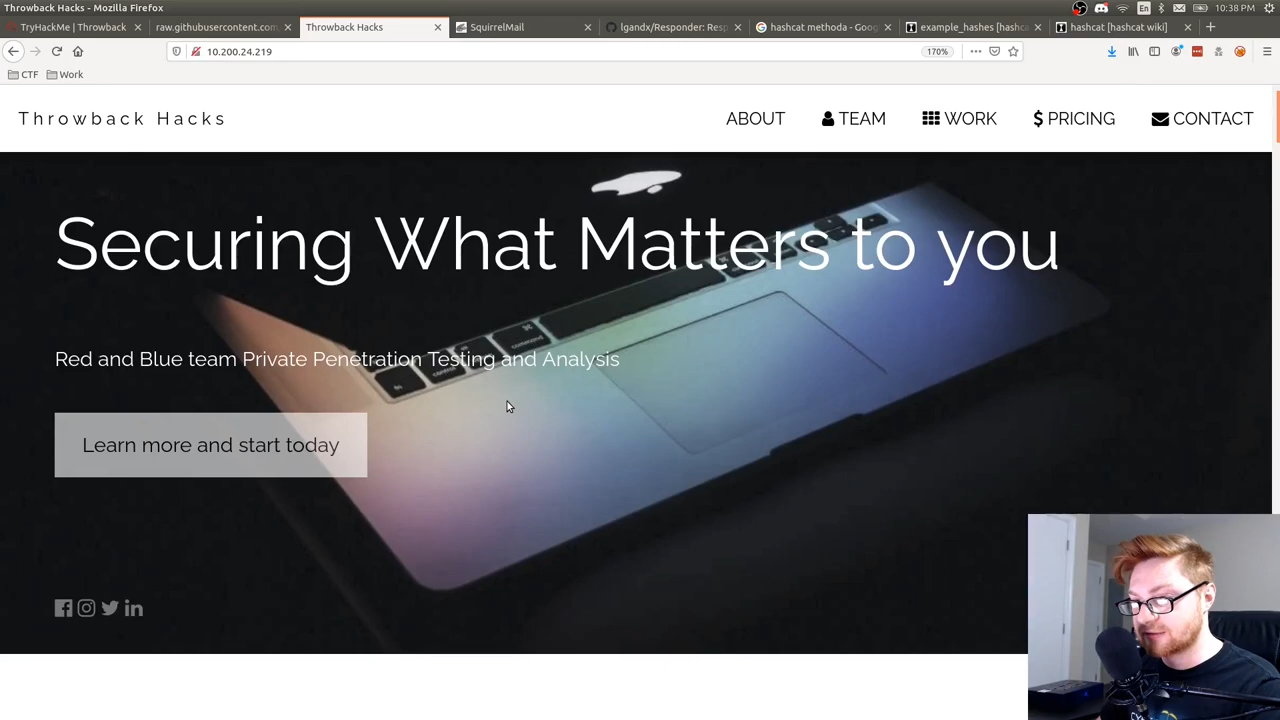 Throwback Hacks - Mozilla Firefox
En
10:38 PM
TryHackMe | Throwback
raw.githubusercontent.com
Throwback Hacks
SquirrelMail
lgandx/Responder: Resp
hashcat methoda - Goog
example_hashes [hashca
hashcat [hashcat wiki]
10.200.24.219
170%
CTF
Work
Throwback Hacks
ABOUT
TEAM
WORK
$ PRICING
CONTACT
Securing What Matters to you
Red and Blue team Private Penetration Testing and Analysis
Learn more and start today